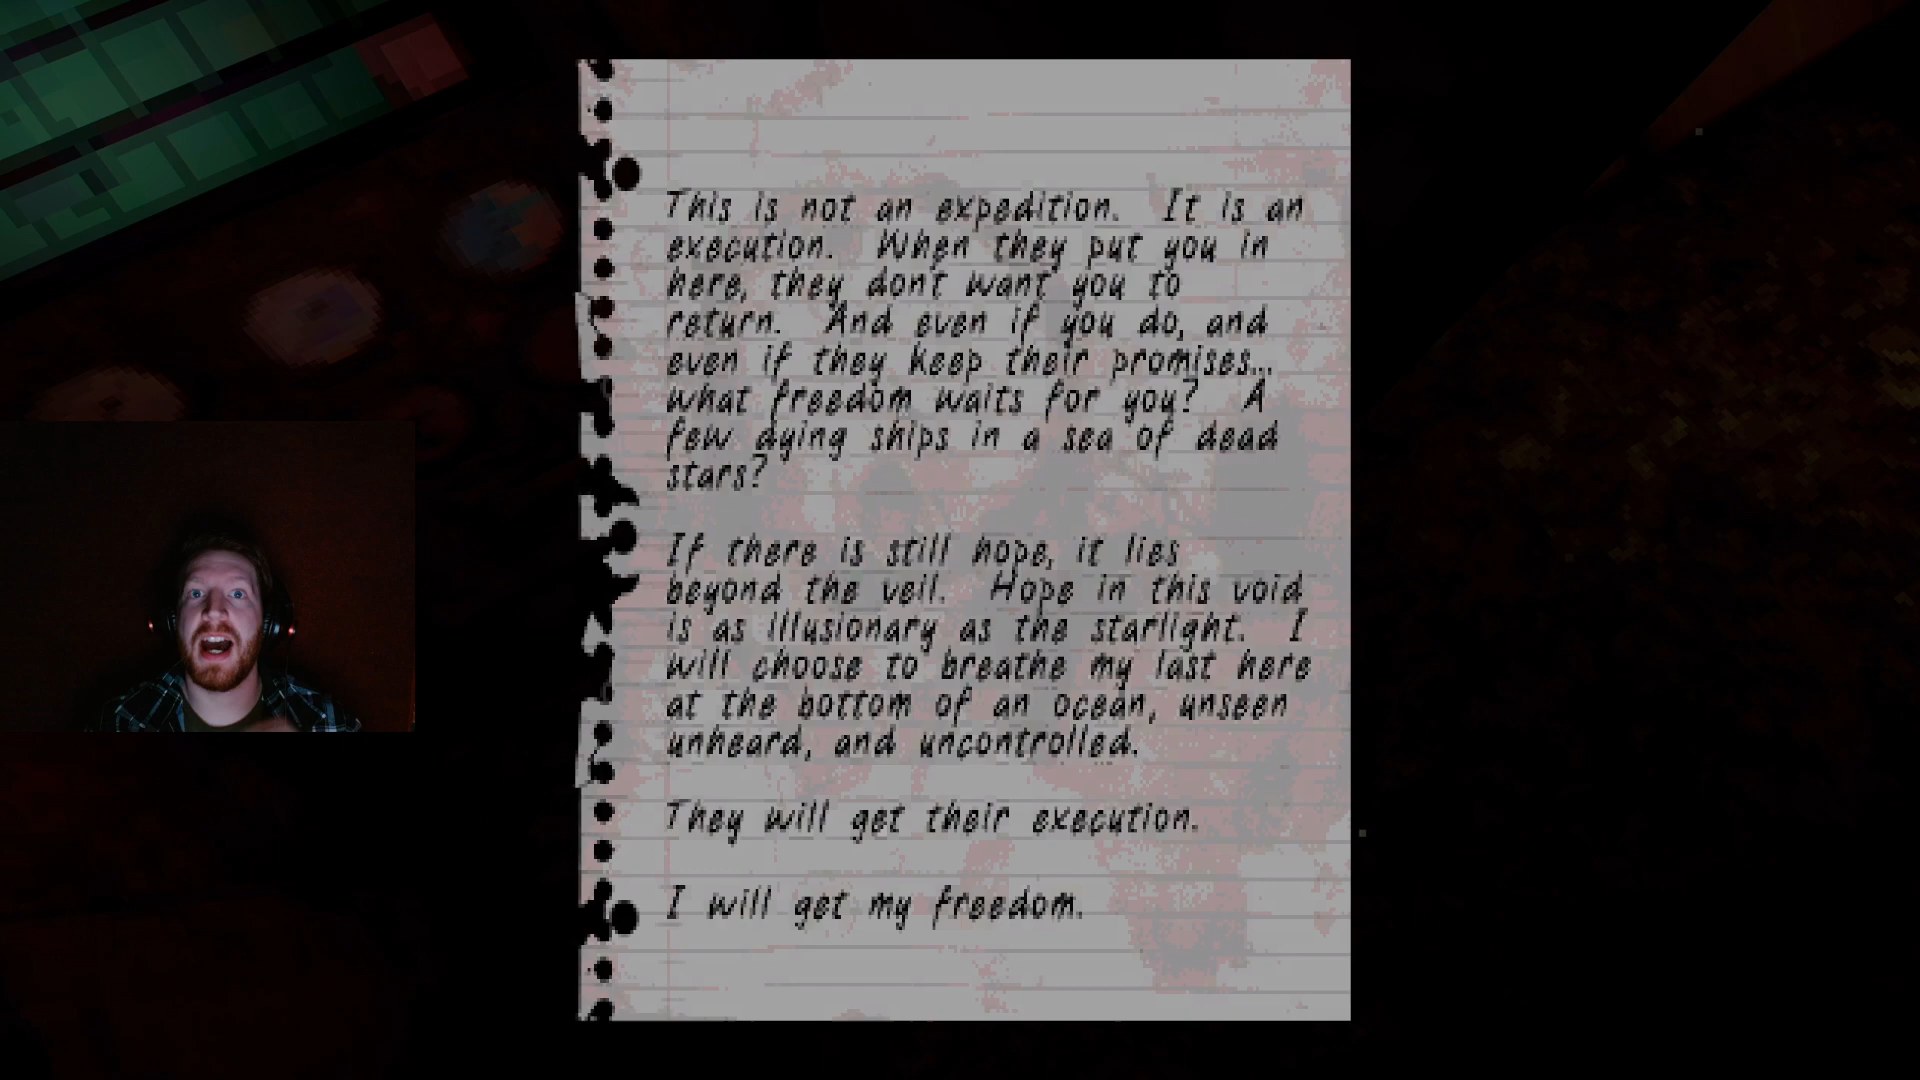 This is not an expedition. It is an
execution. When they put you in
here, they don't want you to
return. And even if you do, and
even if they keep their promises...
what freedom waits for you? A
few dying ships in a sea of dead
stars?
If there is still hope, it lies
beyond the veil. Hope in this void
is as illusionary as the starlight. I
will choose to breathe my last here
at the bottom of an ocean, unseen
unheard, and uncontrolled.
They will get their execution.
I will get my freedom.